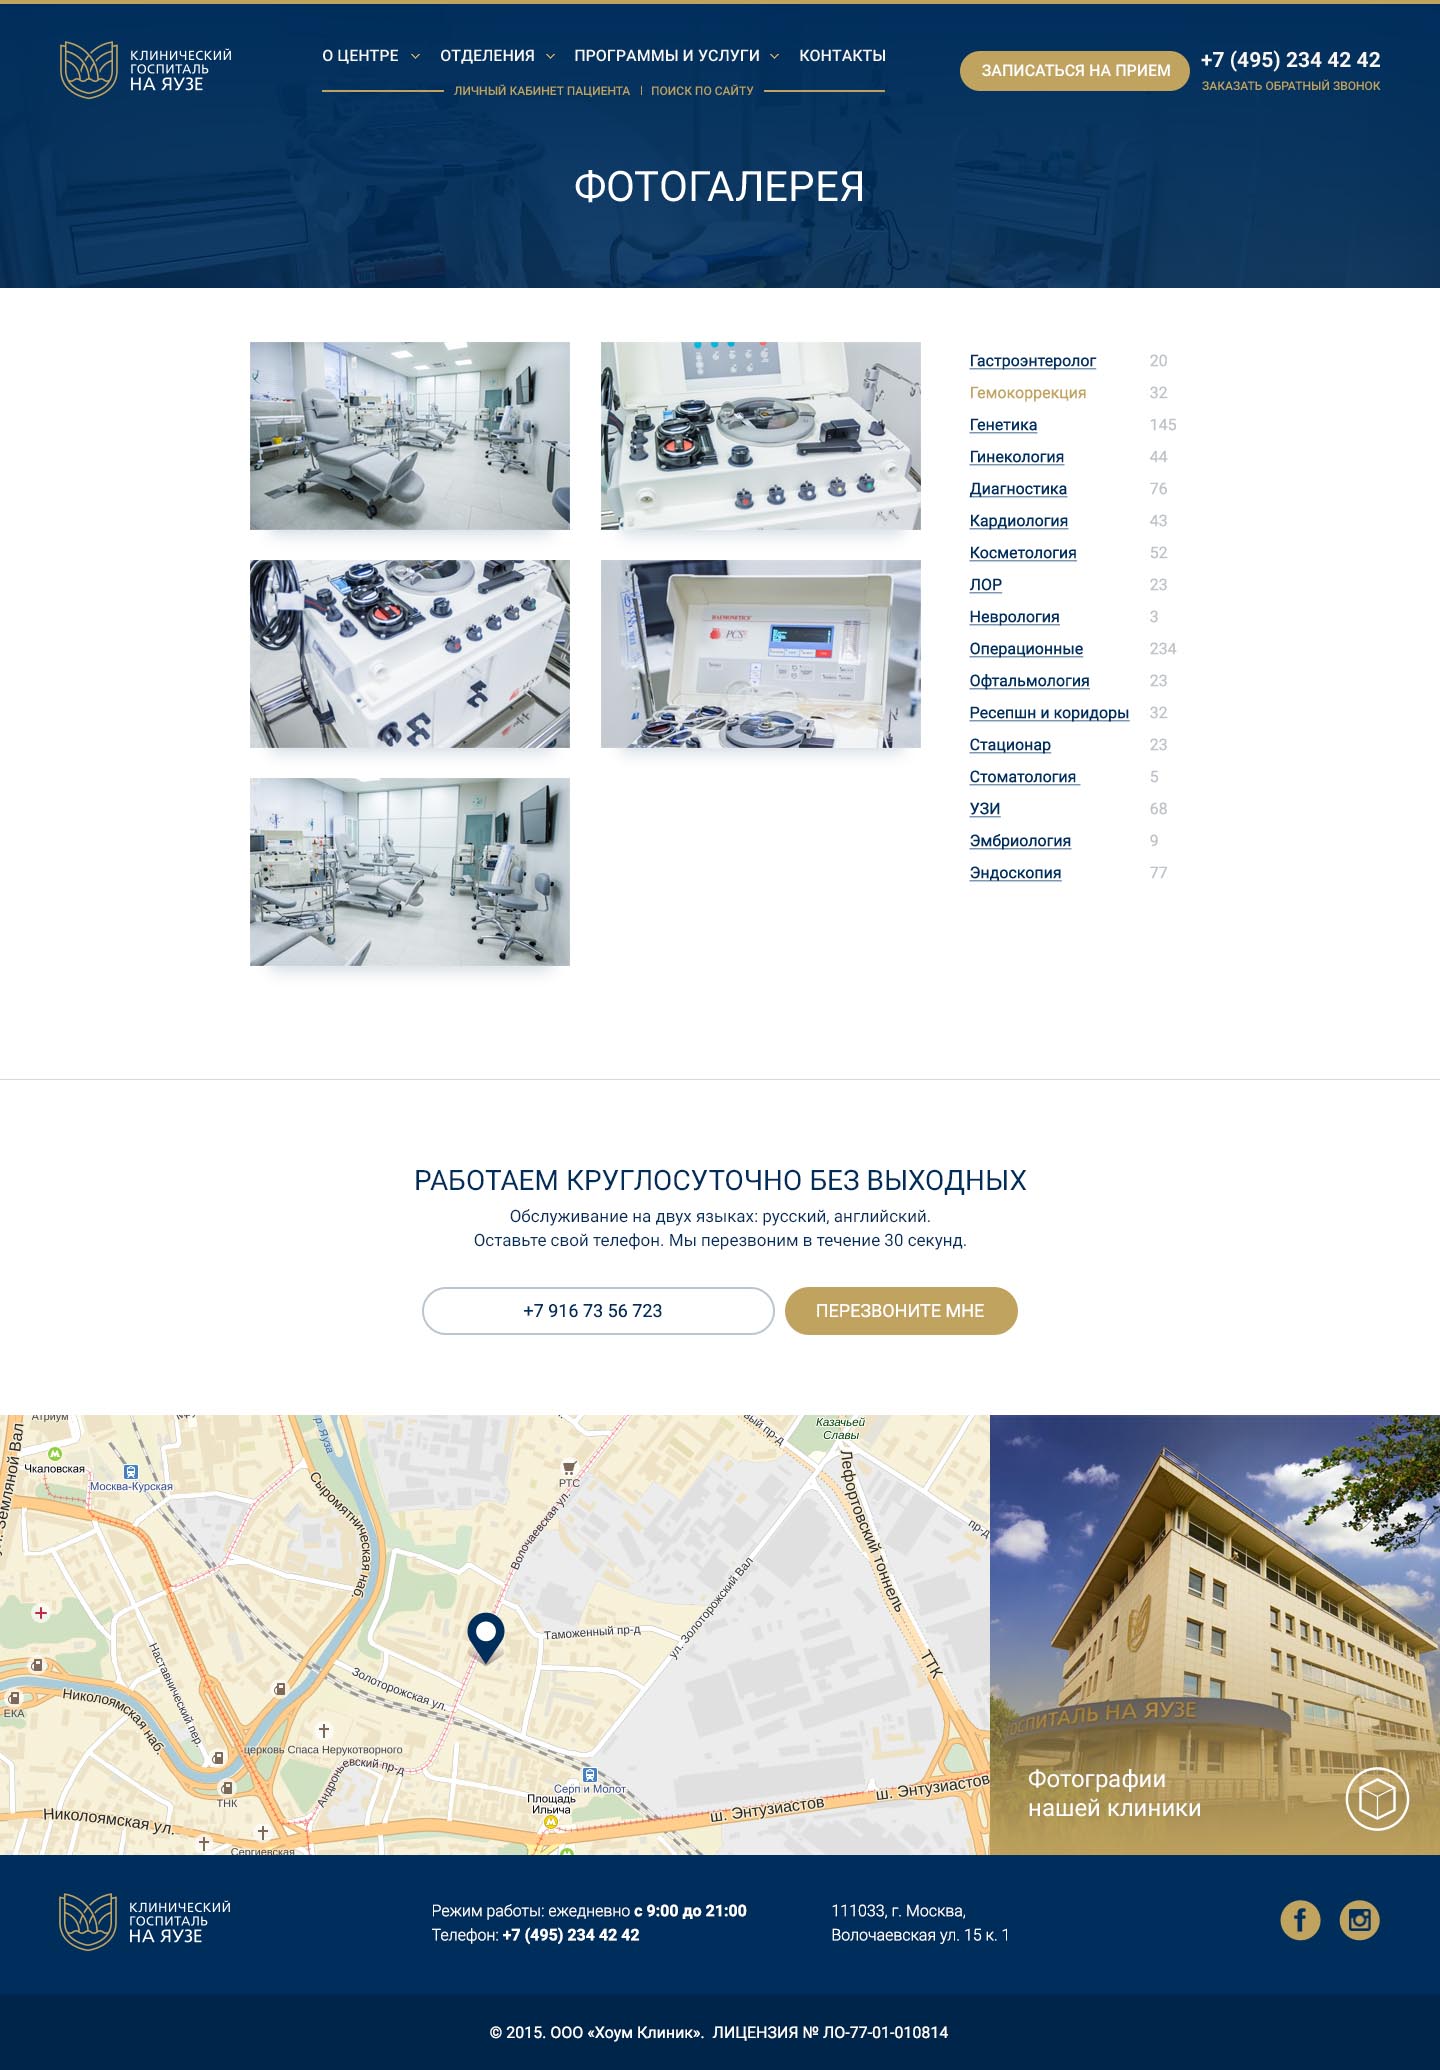 КЛИНИЧЕСКИЙ
ГОСПИТАЛЬ
НА ЯУЗЕ
О ЦЕНТРЕ ОТДЕЛЕНИЯ ПРОГРАММЫ И УСЛУГИ КОНТАКТЫ
ЛИЧНЫЙ КАБИНЕТ ПАЦИЕНТА | ПОИСК ПО САЙТУ
ЗАПИСАТЬСЯ НА ПРИЕМ
+7 (495) 234 42 42
ЗАКАЗАТЬ ОБРАТНЫЙ ЗВОНОК
ФОТОГАЛЕРЕЯ
HAEMONETICS
PCS
Гастроэнтеролог 20
Гемокоррекция 32
Генетика 145
Гинекология 44
Диагностика 76
Кардиология 43
Косметология 52
ЛОР 23
Неврология 3
Операционные 234
Офтальмология 23
Ресепшн и коридоры 32
Стационар 23
Стоматология 5
УЗИ 68
Эмбриология 9
Эндоскопия 77
РАБОТАЕМ КРУГЛОСУТОЧНО БЕЗ ВЫХОДНЫХ
Обслуживание на двух языках: русский, английский.
Оставьте свой телефон. Мы перезвоним в течение 30 секунд.
+7 916 73 56 723
ПЕРЕЗВОНИТЕ МНЕ
Атриум
р. Яуза
вый пр-д
Казачьей
Славы
Земляной Вал
Чкаловская
Москва-Курская
Сыромятническая наб.
РТС
Волочаевская ул.
Лефортовский тоннель
пр-д
Таможенный пр-д
ул. Золоторожский Вал
ТТК
Наставнический пер.
Золоторожская ул.
Николоямская наб.
ЕКА
церковь Спаса Нерукотворного
Андроньевский пр-д
ТНК
Серп и Молот
Площадь
Ильича
ш. Энтузиастов
ш. Энтузиастов
Николоямская ул.
Сергиевская
ГОСПИТАЛЬ НА ЯУЗЕ
Фотографии
нашей клиники
КЛИНИЧЕСКИЙ
ГОСПИТАЛЬ
НА ЯУЗЕ
Режим работы: ежедневно с 9:00 до 21:00
Телефон: +7 (495) 234 42 42
111033, г. Москва,
Волочаевская ул. 15 к. 1
© 2015. ООО «Хоум Клиник». ЛИЦЕНЗИЯ № ЛО-77-01-010814